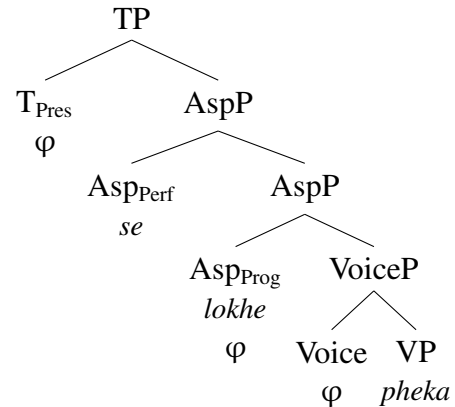 TP
T_Pres AspP
φ
Asp_Perf AspP
se
Asp_Prog VoiceP
lokhe
φ Voice VP
φ pheka